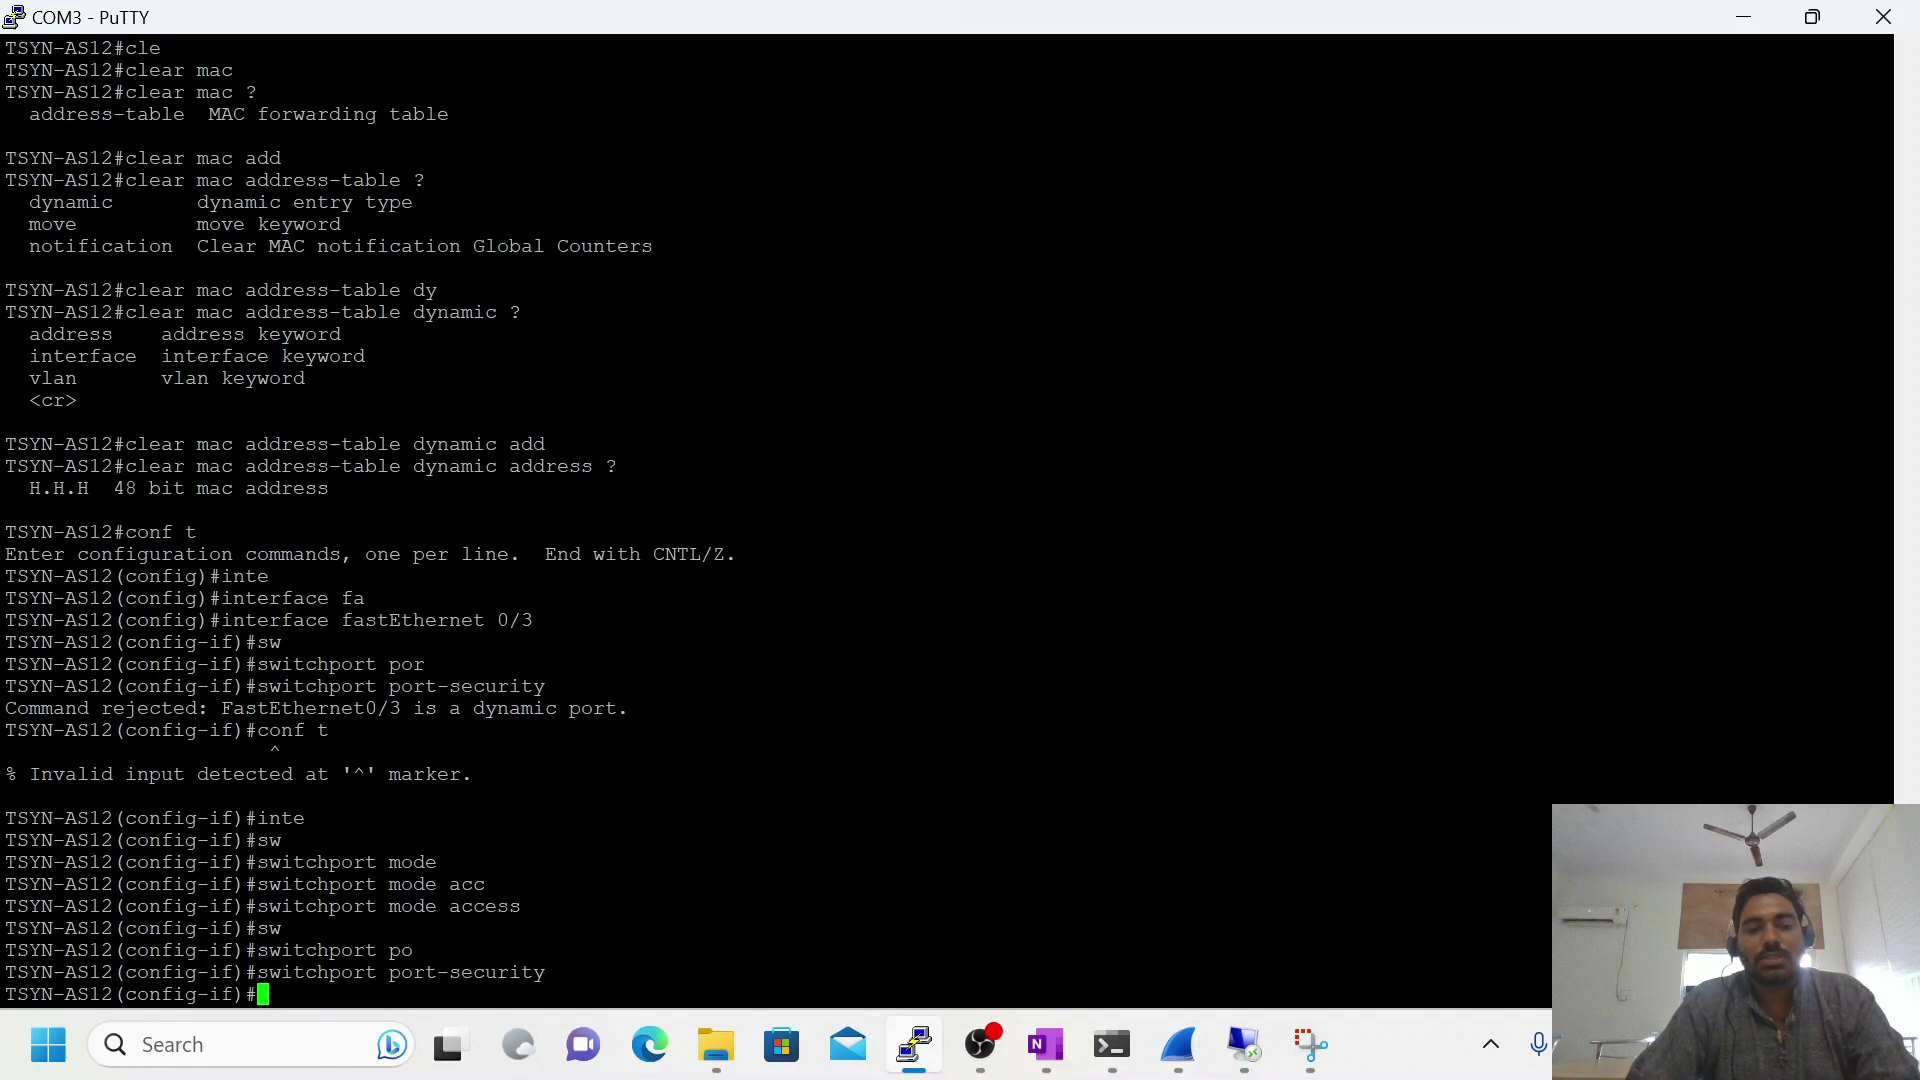 COM3 - PuTTY
TSYN-AS12#cle
TSYN-AS12#clear mac
TSYN-AS12#clear mac ?
address-table MAC forwarding table
TSYN-AS12#clear mac add
TSYN-AS12#clear mac address-table ?
dynamic dynamic entry type
move move keyword
notification Clear MAC notification Global Counters
TSYN-AS12#clear mac address-table dy
TSYN-AS12#clear mac address-table dynamic ?
address address keyword
interface interface keyword
vlan vlan keyword
<cr>
TSYN-AS12#clear mac address-table dynamic add
TSYN-AS12#clear mac address-table dynamic address ?
H.H.H 48 bit mac address
TSYN-AS12#conf t
Enter configuration commands, one per line. End with CNTL/Z.
TSYN-AS12(config)#inte
TSYN-AS12(config)#interface fa
TSYN-AS12(config)#interface fastEthernet 0/3
TSYN-AS12(config-if)#sw
TSYN-AS12(config-if)#switchport por
TSYN-AS12(config-if)#switchport port-security
Command rejected: FastEthernet0/3 is a dynamic port.
TSYN-AS12(config-if)#conf t
^
% Invalid input detected at '^' marker.
TSYN-AS12(config-if)#inte
TSYN-AS12(config-if)#sw
TSYN-AS12(config-if)#switchport mode
TSYN-AS12(config-if)#switchport mode acc
TSYN-AS12(config-if)#switchport mode access
TSYN-AS12(config-if)#sw
TSYN-AS12(config-if)#switchport po
TSYN-AS12(config-if)#switchport port-security
TSYN-AS12(config-if)#
Search